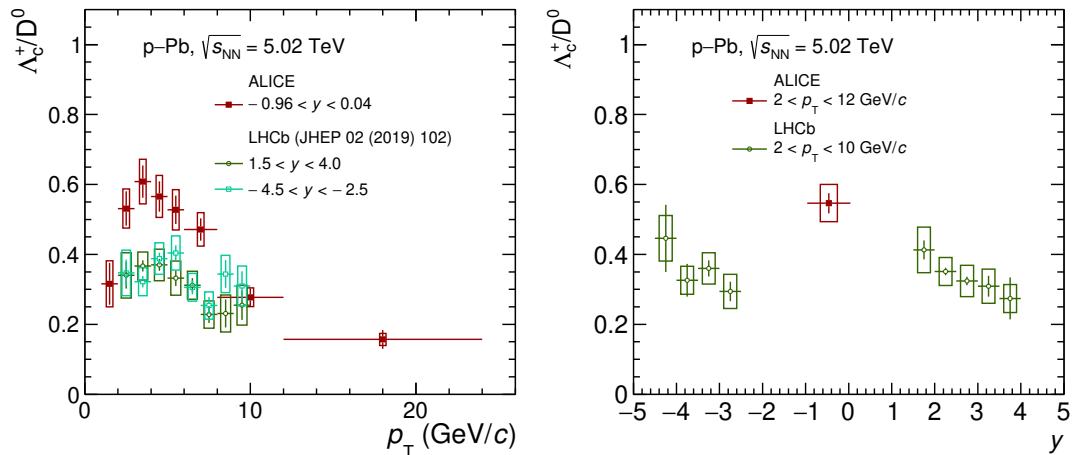 Λc+/D0
p–Pb, √sNN = 5.02 TeV
ALICE
– 0.96 < y < 0.04
LHCb (JHEP 02 (2019) 102)
1.5 < y < 4.0
– 4.5 < y < – 2.5
1
0.8
0.6
0.4
0.2
0
0 10 20
pT (GeV/c)
Λc+/D0
p–Pb, √sNN = 5.02 TeV
ALICE
2 < pT < 12 GeV/c
LHCb
2 < pT < 10 GeV/c
1
0.8
0.6
0.4
0.2
0
−5 −4 −3 −2 −1 0 1 2 3 4 5
y